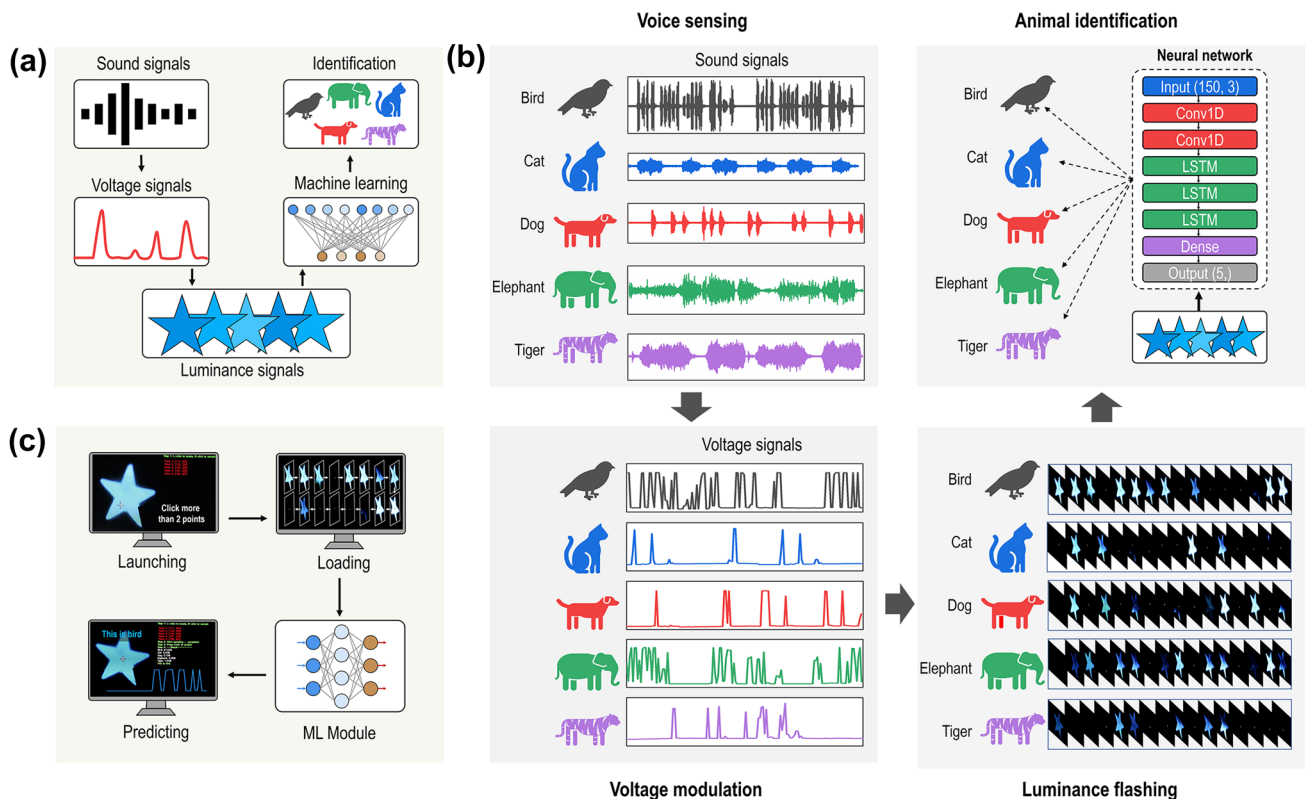 (a)
Sound signals
Identification
Voltage signals
Machine learning
Luminance signals
(b)
Voice sensing
Sound signals
Bird
Cat
Dog
Elephant
Tiger
Animal identification
Neural network
Bird
Cat
Dog
Elephant
Tiger
Input (150, 3)
Conv1D
Conv1D
LSTM
LSTM
LSTM
Dense
Output (5,)
Voltage signals
Voltage modulation
Bird
Cat
Dog
Elephant
Tiger
Luminance flashing
(c)
Click more
than 2 points
Launching
Loading
This is bird
Predicting
ML Module